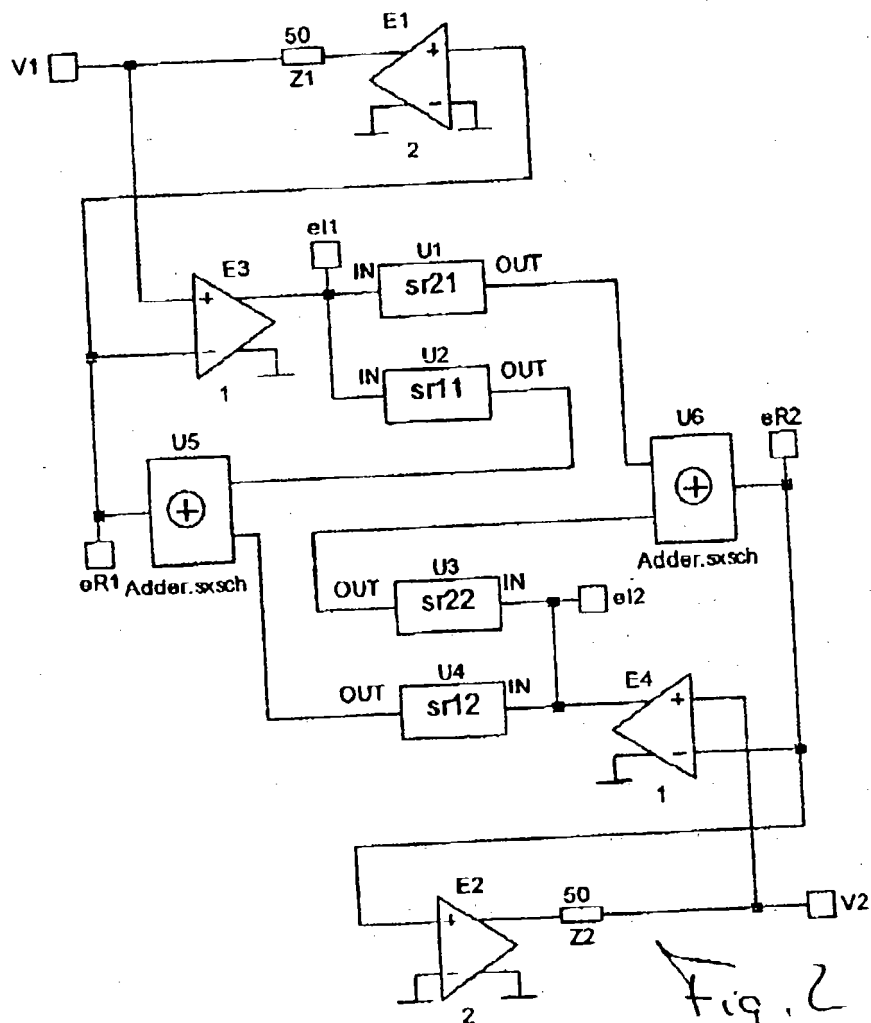 E1
50
V1
+
Z1
-
2
eI1
U1
E3
IN
OUT
sr21
+
U2
-
IN
OUT
sr11
1
U6
eR2
U5
+
+
U3
Adder.sxsch
eR1
Adder.sxsch
OUT
IN
sr22
eI2
U4
E4
OUT
IN
sr12
+
-
1
E2
50
+
V2
Z2
-
2
Fig. 2